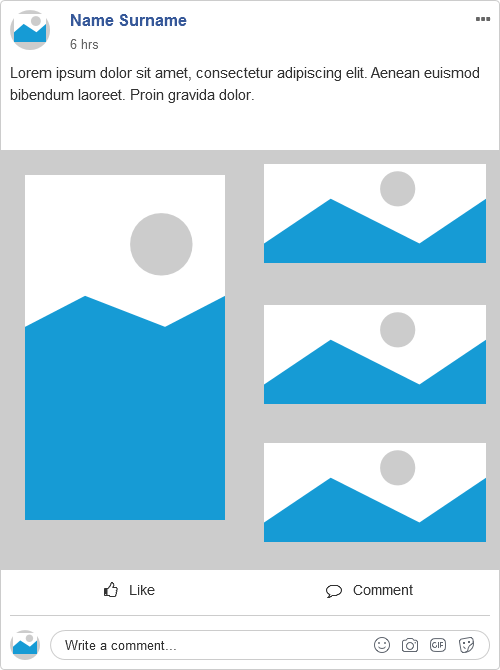 Name Surname
6 hrs
Lorem ipsum dolor sit amet, consectetur adipiscing elit. Aenean euismod
bibendum laoreet. Proin gravida dolor.
Like
Comment
Write a comment…
GIF